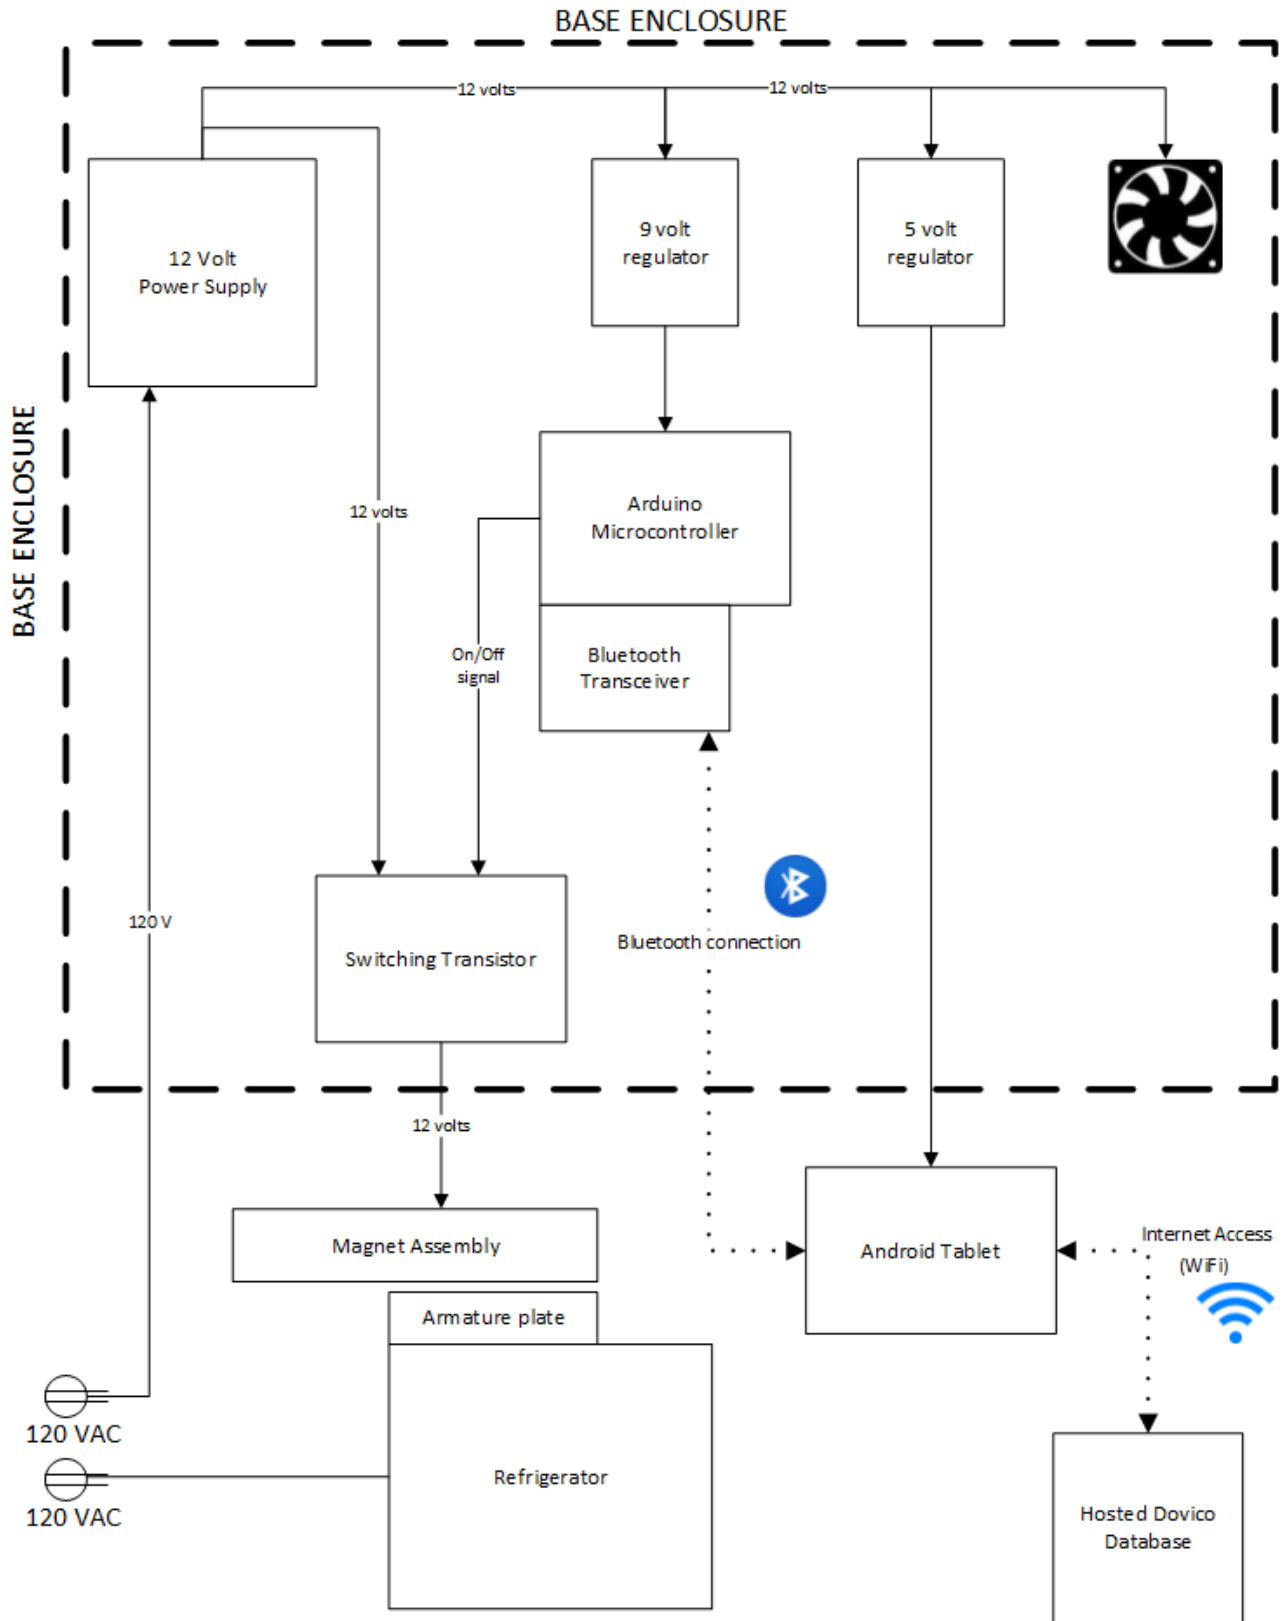 BASE ENCLOSURE
12 volts
12 volts
12 Volt
Power Supply
9 volt
regulator
5 volt
regulator
BASE ENCLOSURE
12 volts
Arduino
Microcontroller
On/Off
signal
Bluetooth
Transceiver
120 V
Switching Transistor
Bluetooth connection
12 volts
Magnet Assembly
Android Tablet
Internet Access
(WiFi)
Armature plate
120 VAC
Refrigerator
120 VAC
Hosted Dovico
Database